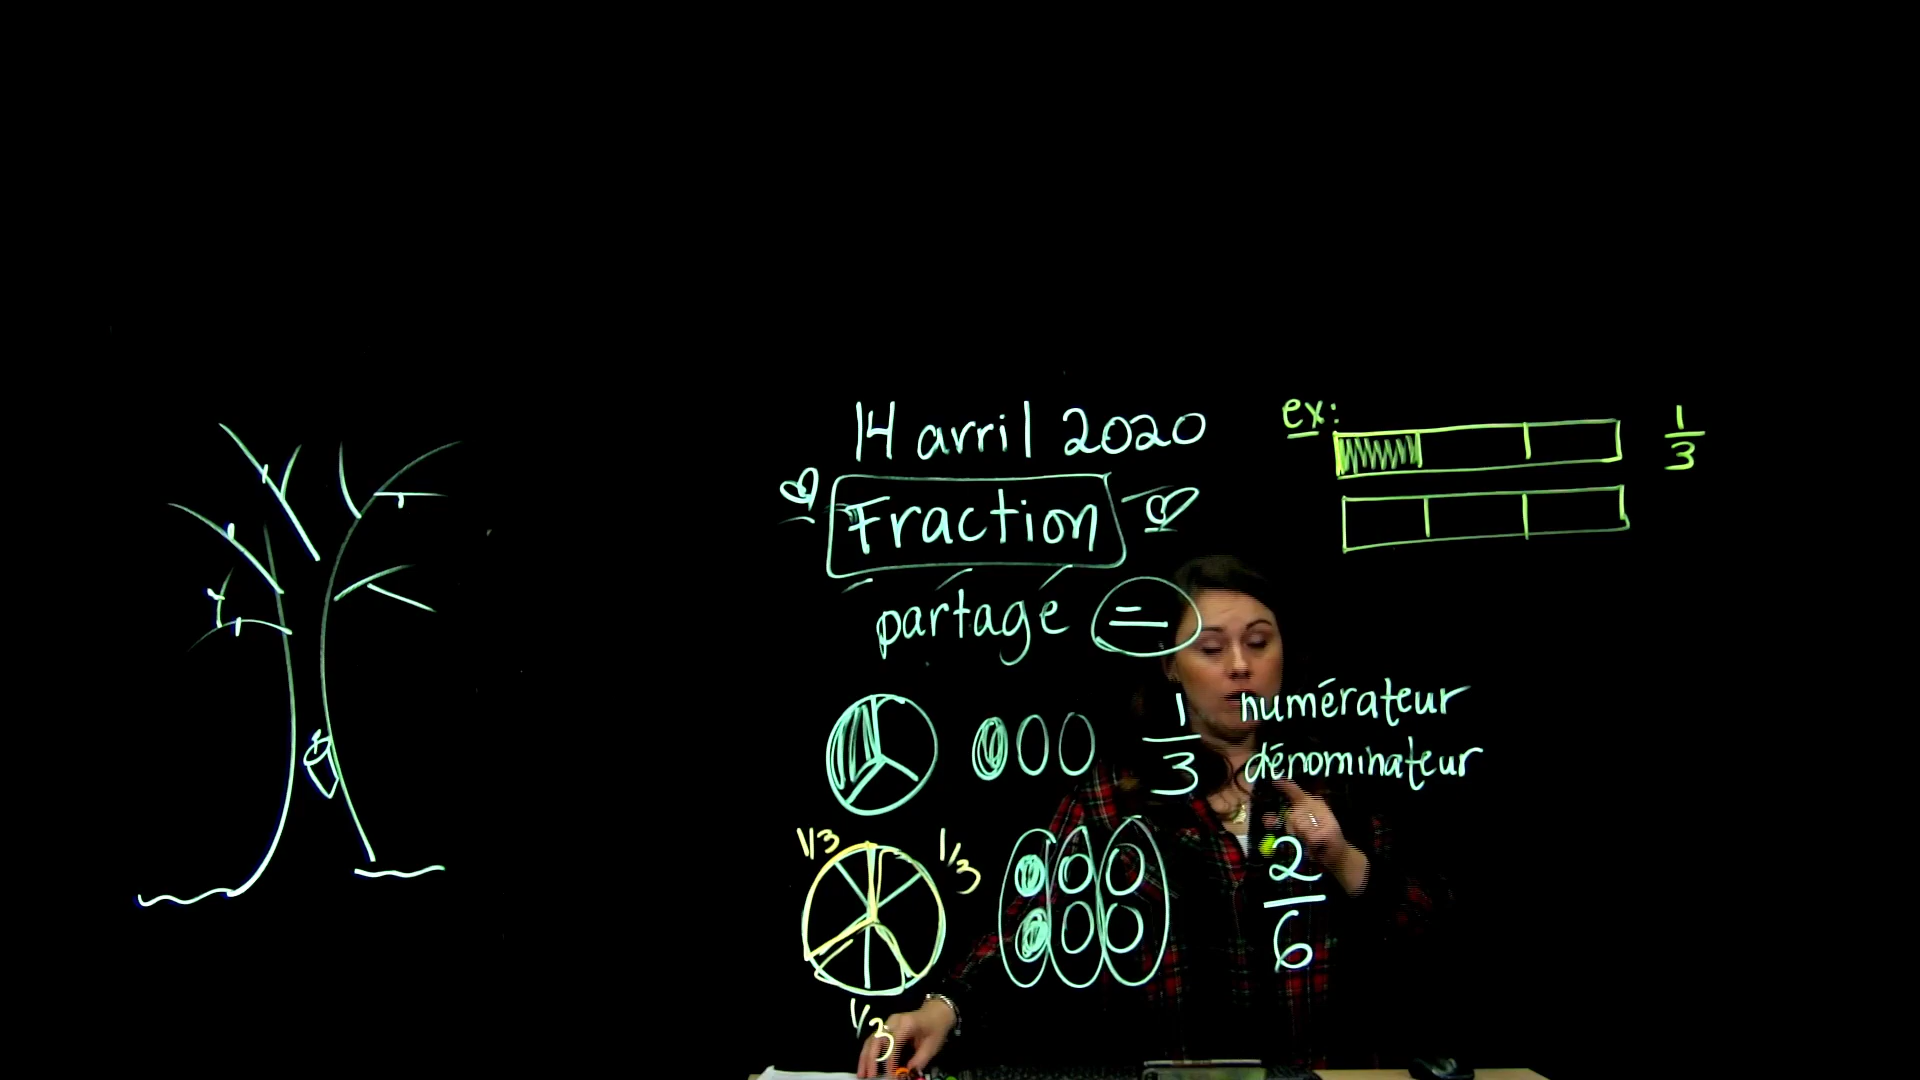 14 avril 2020
Fraction
partage =
1/3 numérateur
dénominateur
1/3 1/3
1/3
2/6
ex: 1/3